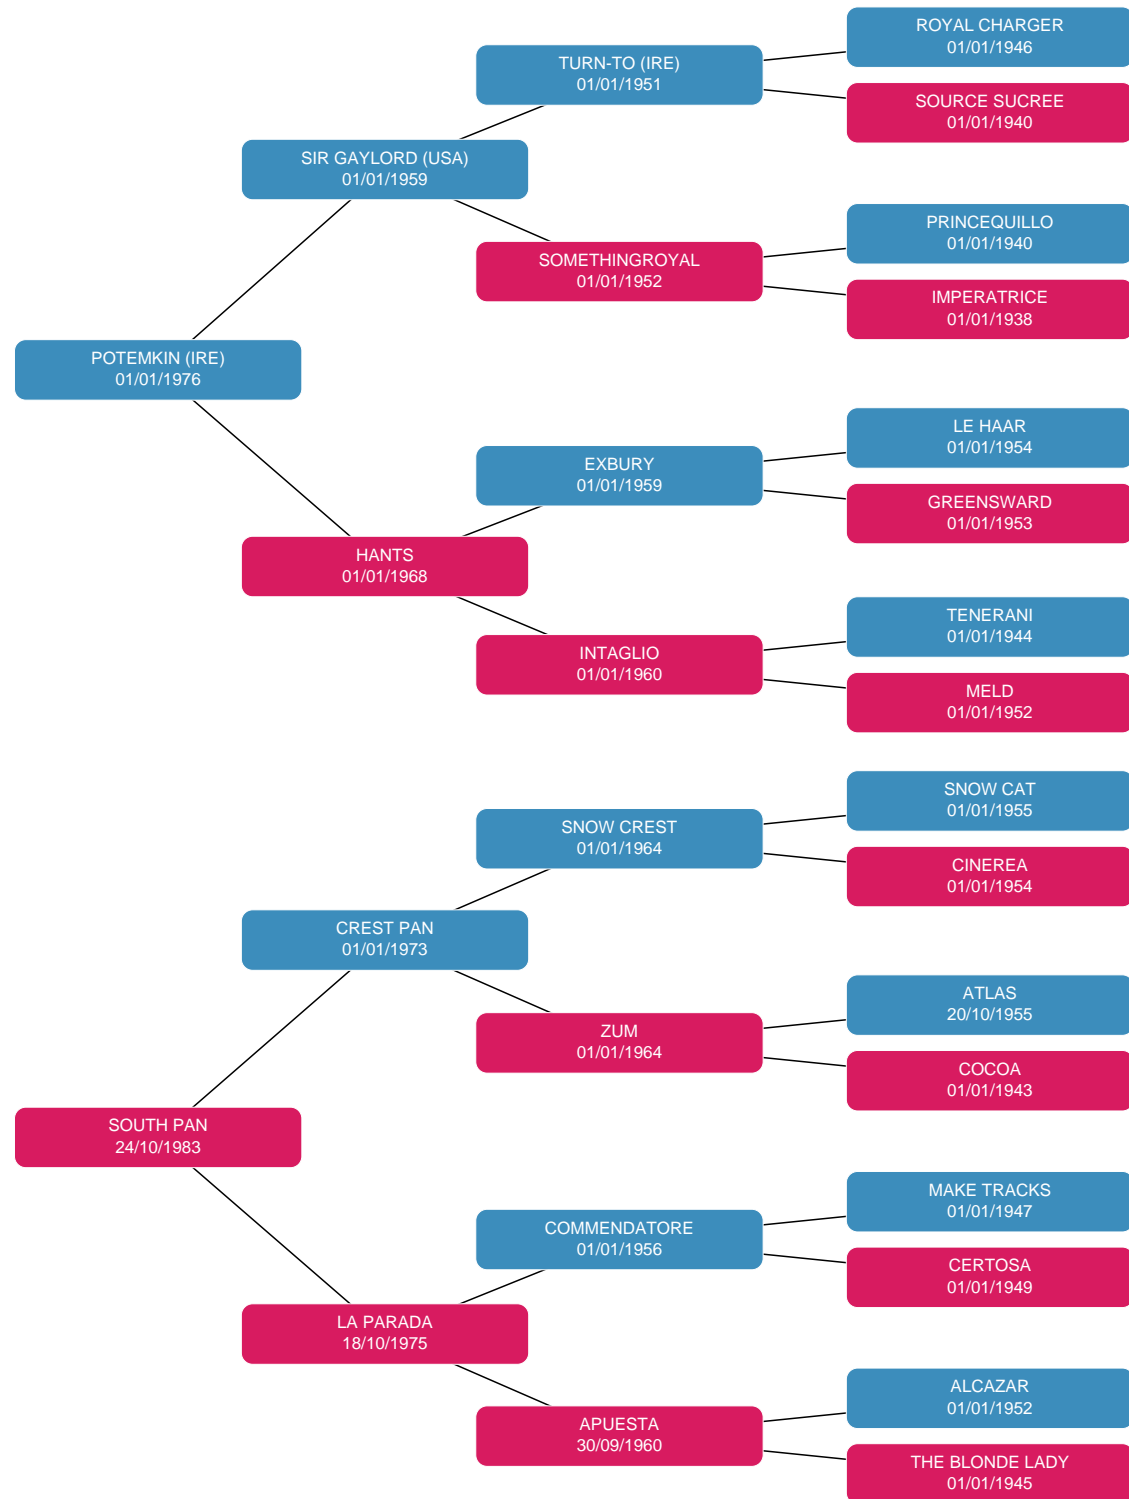 ROYAL CHARGER
01/01/1946
TURN-TO (IRE)
01/01/1951
SOURCE SUCREE
01/01/1940
SIR GAYLORD (USA)
01/01/1959
PRINCEQUILLO
01/01/1940
SOMETHINGROYAL
01/01/1952
IMPERATRICE
01/01/1938
POTEMKIN (IRE)
01/01/1976
LE HAAR
01/01/1954
EXBURY
01/01/1959
GREENSWARD
01/01/1953
HANTS
01/01/1968
TENERANI
01/01/1944
INTAGLIO
01/01/1960
MELD
01/01/1952
SNOW CAT
01/01/1955
SNOW CREST
01/01/1964
CINEREA
01/01/1954
CREST PAN
01/01/1973
ATLAS
20/10/1955
ZUM
01/01/1964
COCOA
01/01/1943
SOUTH PAN
24/10/1983
MAKE TRACKS
01/01/1947
COMMENDATORE
01/01/1956
CERTOSA
01/01/1949
LA PARADA
18/10/1975
ALCAZAR
01/01/1952
APUESTA
30/09/1960
THE BLONDE LADY
01/01/1945